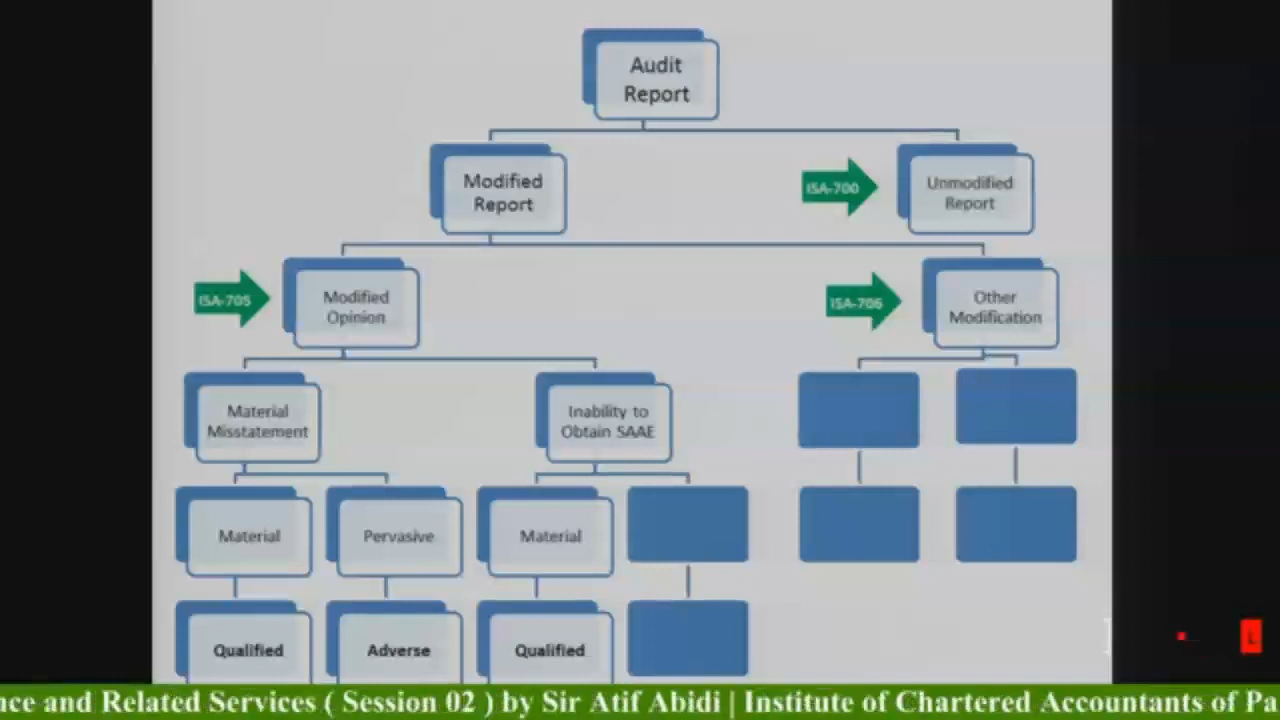 Audit
Report
Modified
Report
ISA-700
Unmodified
Report
ISA-705
Modified
Opinion
ISA-706
Other
Modification
Material
Misstatement
Inability to
Obtain SAAE
Material
Pervasive
Material
Qualified
Adverse
Qualified
L
nce and Related Services ( Session 02 ) by Sir Atif Abidi | Institute of Chartered Accountants of Pa